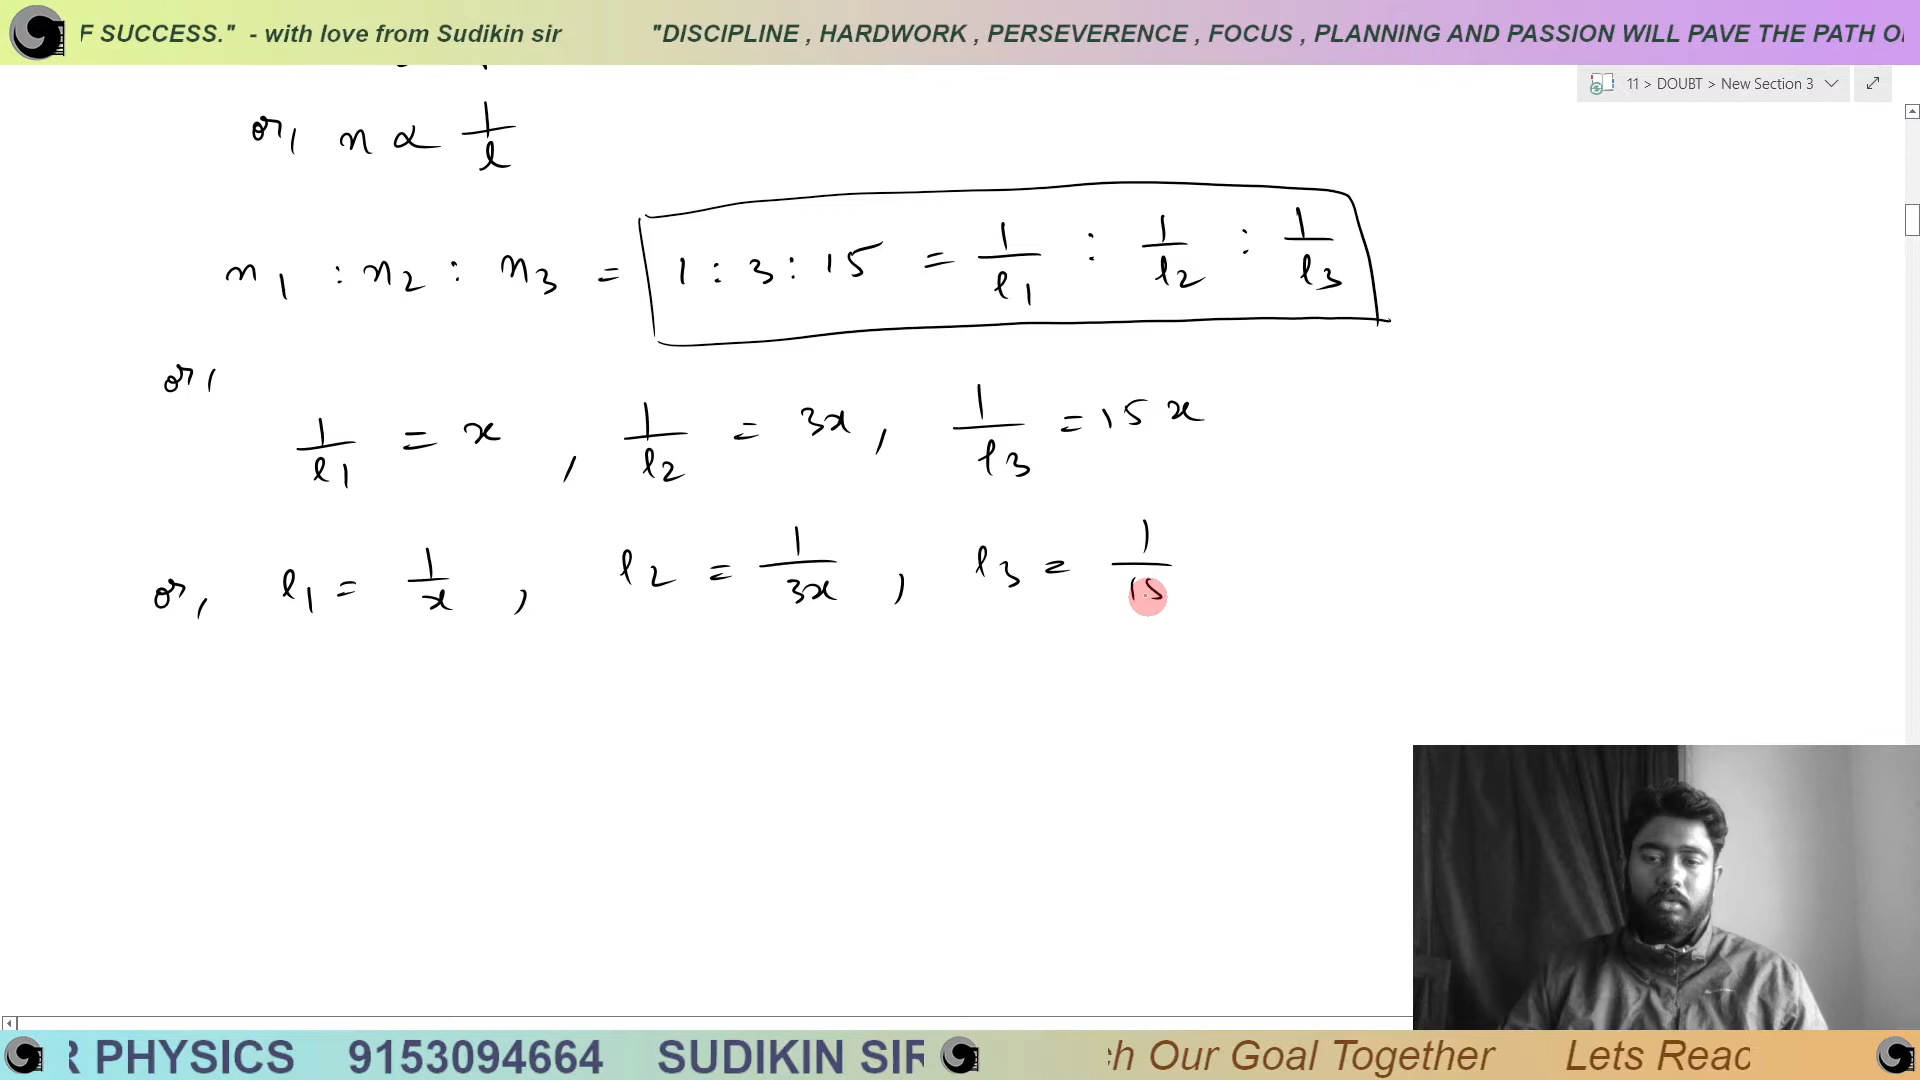 F SUCCESS." - with love from Sudikin sir "DISCIPLINE , HARDWORK , PERSEVERENCE , FOCUS , PLANNING AND PASSION WILL PAVE THE PATH O
11 > DOUBT > New Section 3
or, n ∝ 1/l
n1 : n2 : n3 = 1 : 3 : 15 = 1/l1 : 1/l2 : 1/l3
or,
1/l1 = x , 1/l2 = 3x, 1/l3 = 15x
or, l1 = 1/x , l2 = 1/3x , l3 = 1/15
R PHYSICS 9153094664 SUDIKIN SIR
h Our Goal Together Lets Reac